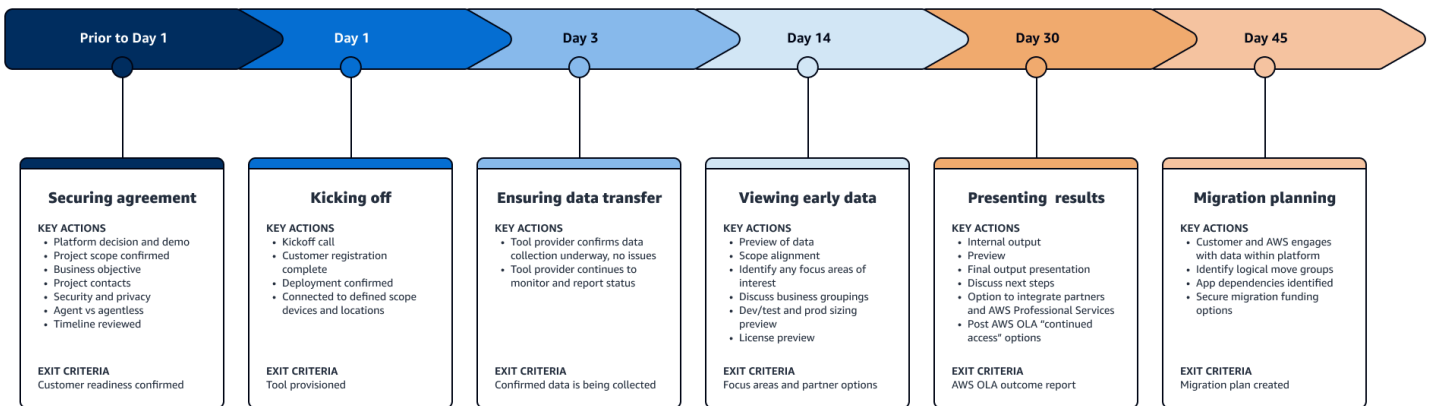 Prior to Day 1
Day 1
Day 3
Day 14
Day 30
Day 45
Securing agreement
KEY ACTIONS
• Platform decision and demo
• Project scope confirmed
• Business objective
• Project contacts
• Security and privacy
• Agent vs agentless
• Timeline reviewed
EXIT CRITERIA
Customer readiness confirmed
Kicking off
KEY ACTIONS
• Kickoff call
• Customer registration
complete
• Deployment confirmed
• Connected to defined scope
devices and locations
EXIT CRITERIA
Tool provisioned
Ensuring data transfer
KEY ACTIONS
• Tool provider confirms data
collection underway, no issues
• Tool provider continues to
monitor and report status
EXIT CRITERIA
Confirmed data is being collected
Viewing early data
KEY ACTIONS
• Preview of data
• Scope alignment
• Identify any focus areas of
interest
• Discuss business groupings
• Dev/test and prod sizing
preview
• License preview
EXIT CRITERIA
Focus areas and partner options
Presenting results
KEY ACTIONS
• Internal output
• Preview
• Final output presentation
• Discuss next steps
• Option to integrate partners
and AWS Professional Services
• Post AWS OLA “continued
access” options
EXIT CRITERIA
AWS OLA outcome report
Migration planning
KEY ACTIONS
• Customer and AWS engages
with data within platform
• Identify logical move groups
• App dependencies identified
• Secure migration funding
options
EXIT CRITERIA
Migration plan created